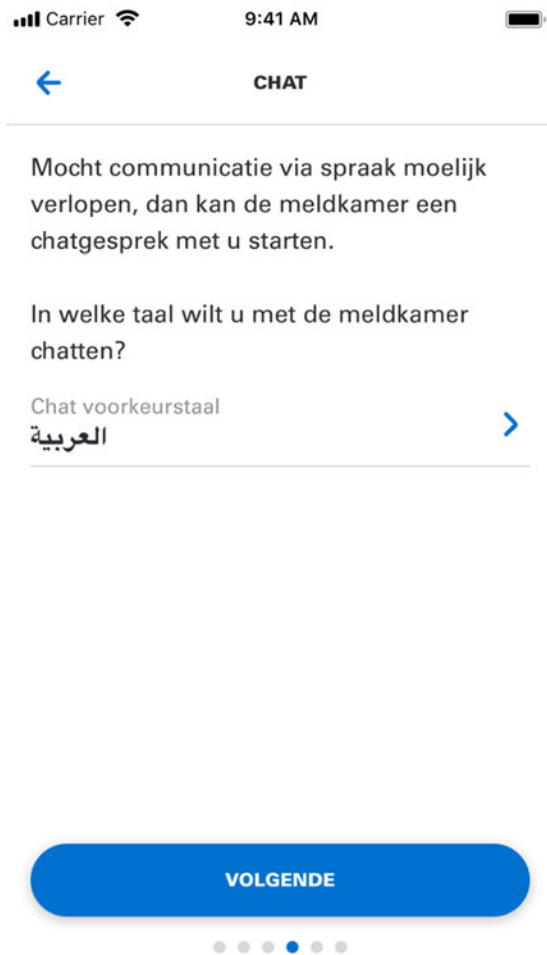 Carrier 9:41 AM
CHAT
Mocht communicatie via spraak moelijk
verlopen, dan kan de meldkamer een
chatgesprek met u starten.
In welke taal wilt u met de meldkamer
chatten?
Chat voorkeurstaal
العربية
VOLGENDE